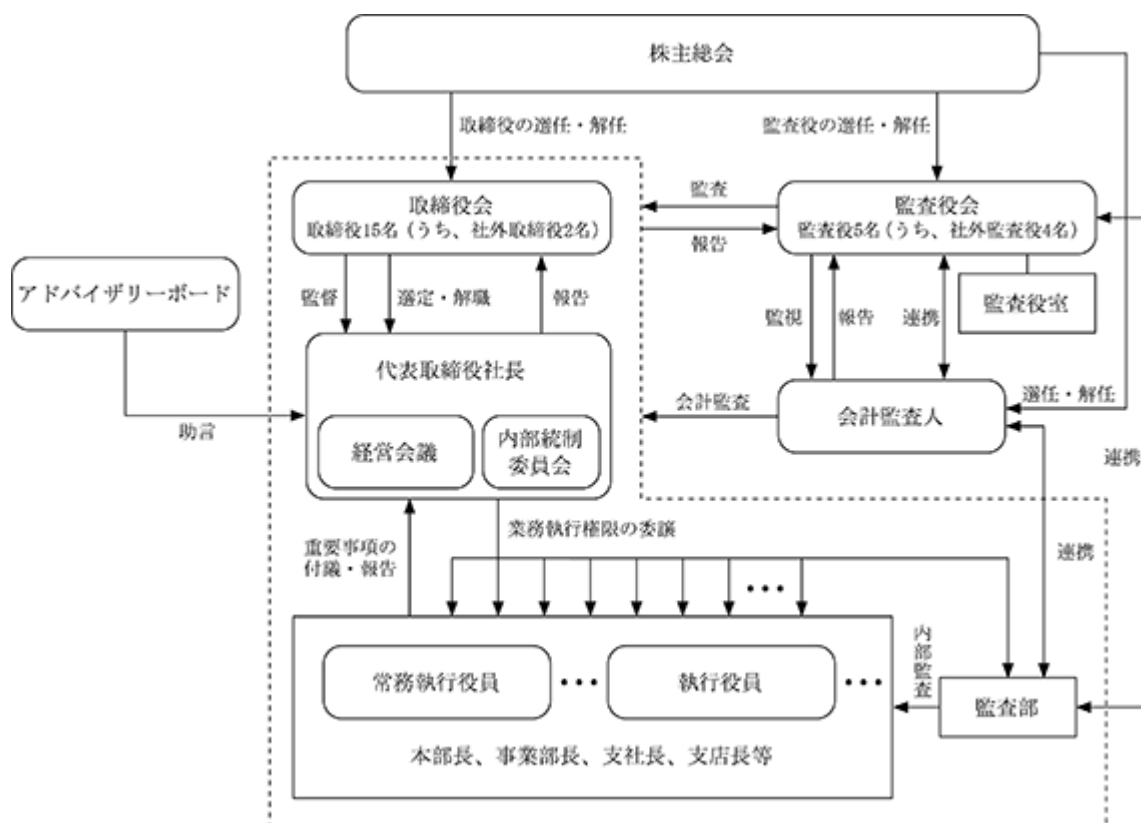 株主総会
取締役の選任・解任
監査役の選任・解任
取締役会
取締役15名（うち、社外取締役2名）
監査
報告
監査役会
監査役5名（うち、社外監査役4名）
アドバイザリーボード
監督
選定・解職
報告
監視
報告
連携
監査役室
代表取締役社長
経営会議
内部統制
委員会
助言
会計監査
会計監査人
選任・解任
連携
重要事項の
付議・報告
業務執行権限の委譲
連携
•••
常務執行役員
•••
執行役員
•••
内部監査
監査部
本部長、事業部長、支社長、支店長等